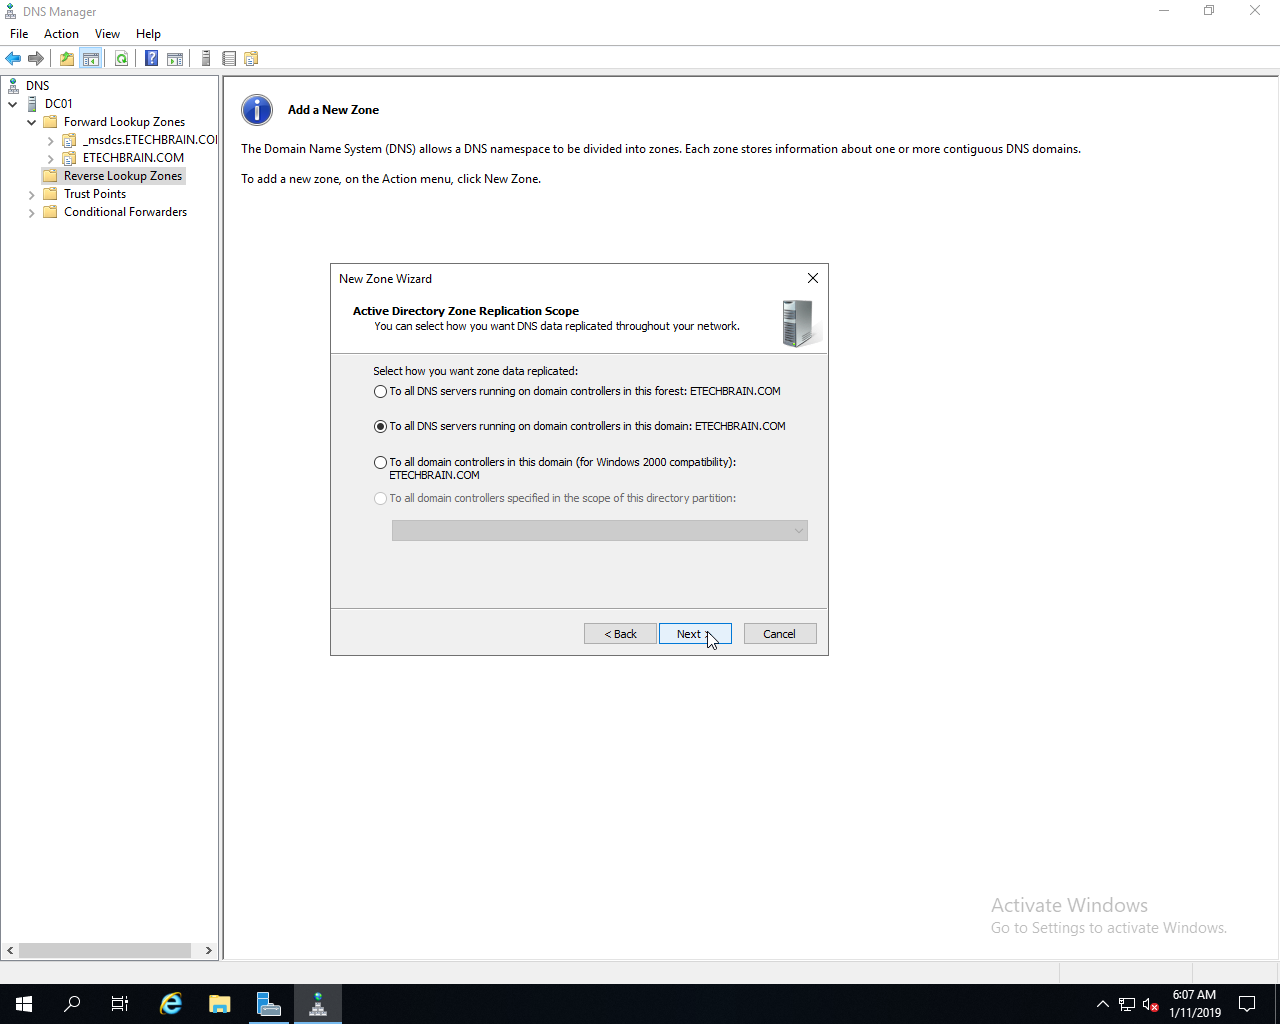 DNS Manager
File Action View Help
DNS
DC01
Forward Lookup Zones
_msdcs.ETECHBRAIN.COI
ETECHBRAIN.COM
Reverse Lookup Zones
Trust Points
Conditional Forwarders
Add a New Zone
The Domain Name System (DNS) allows a DNS namespace to be divided into zones. Each zone stores information about one or more contiguous DNS domains.
To add a new zone, on the Action menu, click New Zone.
New Zone Wizard
Active Directory Zone Replication Scope
You can select how you want DNS data replicated throughout your network.
Select how you want zone data replicated:
To all DNS servers running on domain controllers in this forest: ETECHBRAIN.COM
To all DNS servers running on domain controllers in this domain: ETECHBRAIN.COM
To all domain controllers in this domain (for Windows 2000 compatibility):
ETECHBRAIN.COM
To all domain controllers specified in the scope of this directory partition:
< Back Next > Cancel
Activate Windows
Go to Settings to activate Windows.
6:07 AM
1/11/2019